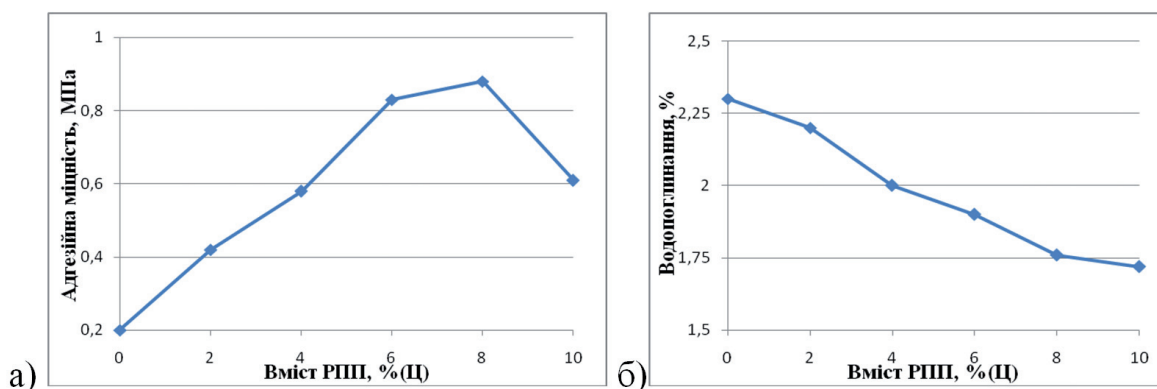 а)
Адгезійна міцність, МПа
1
0,8
0,6
0,4
0,2
0 2 4 6 8 10
Вміст РПП, %(Ц)
б)
Водопоглинання, %
2,5
2,25
2
1,75
1,5
0 2 4 6 8 10
Вміст РПП, %(Ц)